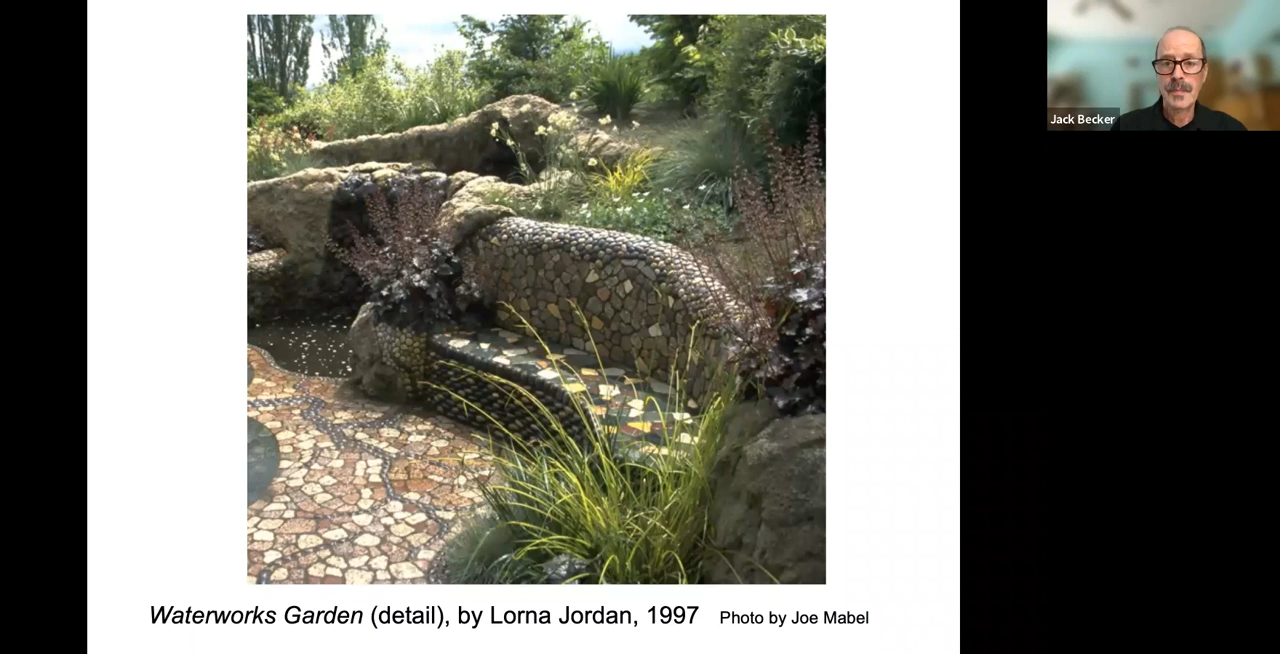 Jack Becker
Waterworks Garden (detail), by Lorna Jordan, 1997 Photo by Joe Mabel